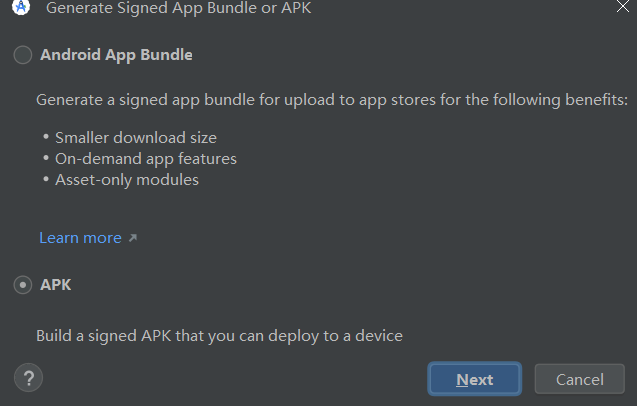 Generate Signed App Bundle or APK
Android App Bundle
Generate a signed app bundle for upload to app stores for the following benefits:
• Smaller download size
• On-demand app features
• Asset-only modules
Learn more ↗
APK
Build a signed APK that you can deploy to a device
? Next Cancel